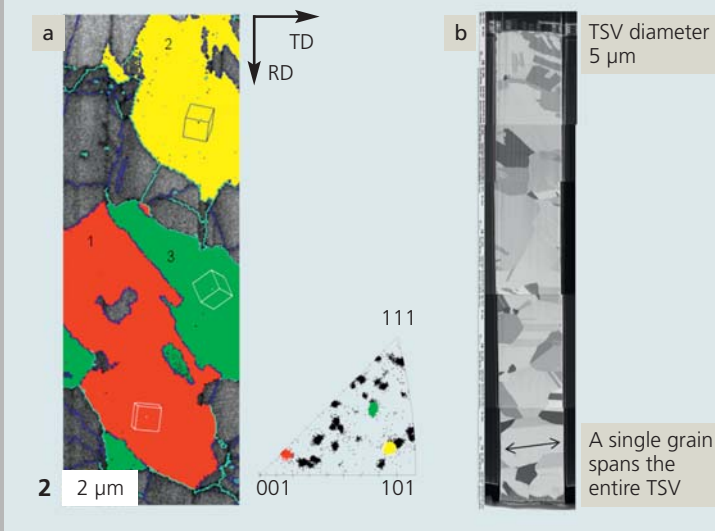 a
TD
RD
2
1
3
111
001
101
2
2 µm
b
TSV diameter
5 µm
A single grain
spans the
entire TSV